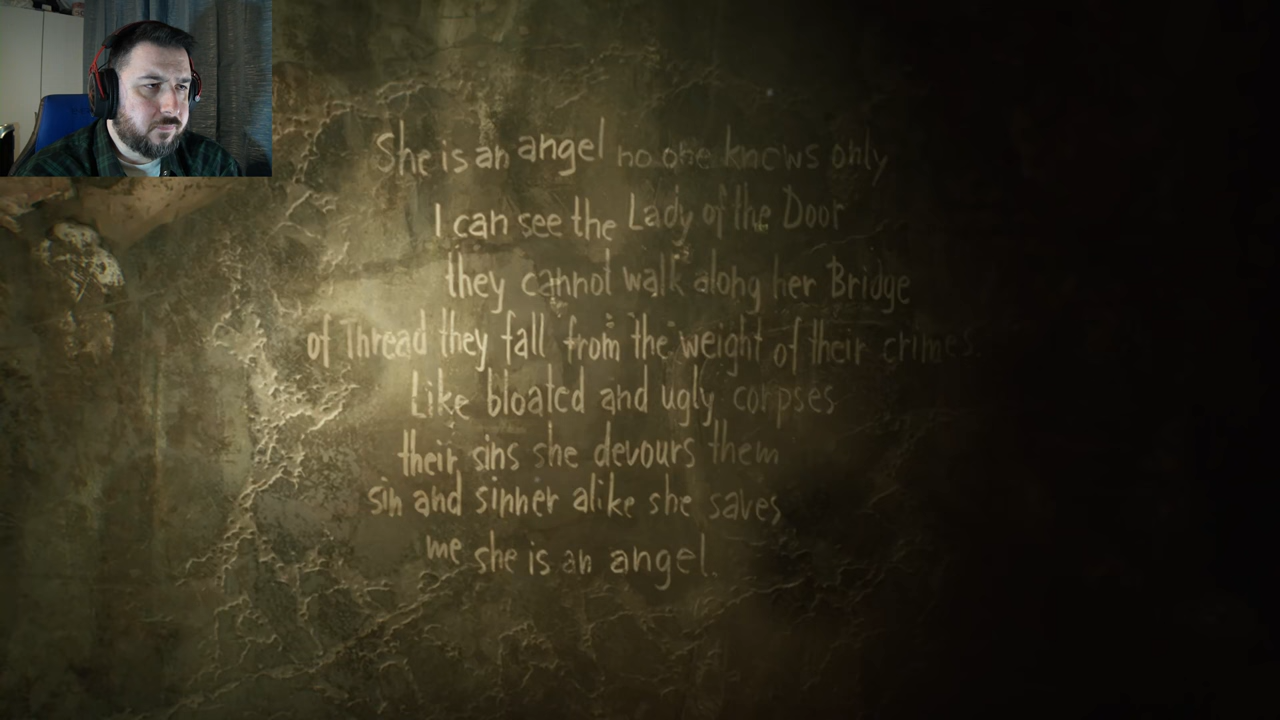 She is an angel no one knows only
I can see the Lady of the Door
they cannot walk along her Bridge
of Thread they fall from the weight of their crimes.
Like bloated and ugly corpses
their sins she devours them
sin and sinner alike she saves
me she is an angel.